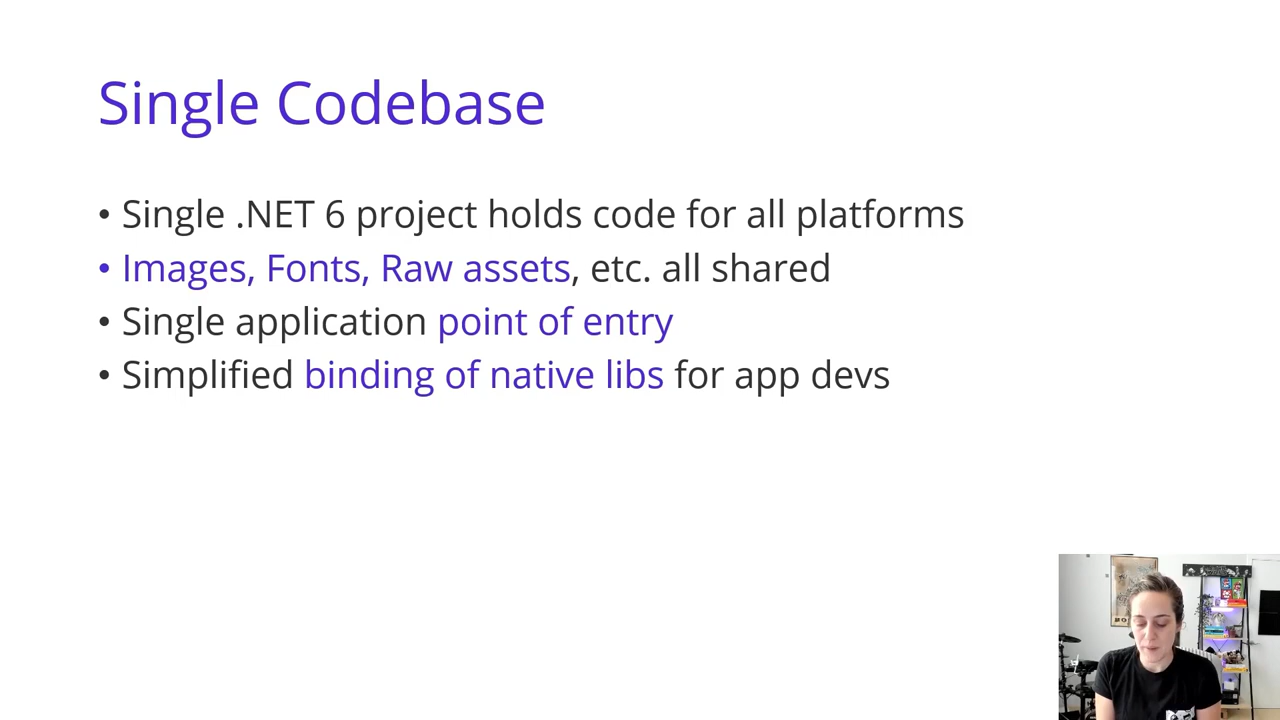 Single Codebase
• Single .NET 6 project holds code for all platforms
• Images, Fonts, Raw assets, etc. all shared
• Single application point of entry
• Simplified binding of native libs for app devs